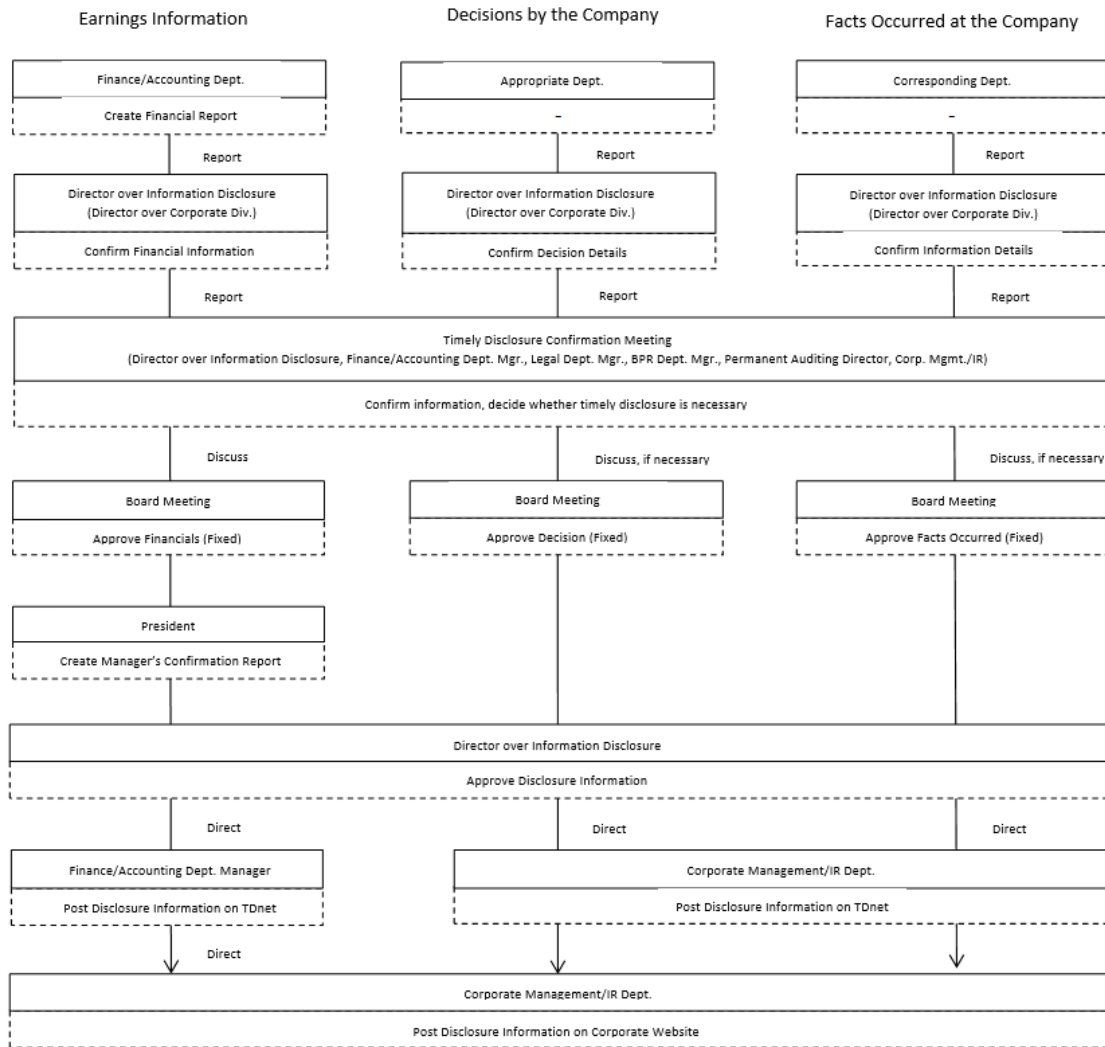 Earnings Information
Decisions by the Company
Facts Occurred at the Company
Finance/Accounting Dept.
Appropriate Dept.
Corresponding Dept.
Create Financial Report
–
–
Report
Report
Report
Director over Information Disclosure
(Director over Corporate Div.)
Director over Information Disclosure
(Director over Corporate Div.)
Director over Information Disclosure
(Director over Corporate Div.)
Confirm Financial Information
Confirm Decision Details
Confirm Information Details
Report
Report
Report
Timely Disclosure Confirmation Meeting
(Director over Information Disclosure, Finance/Accounting Dept. Mgr., Legal Dept. Mgr., BPR Dept. Mgr., Permanent Auditing Director, Corp. Mgmt./IR)
Confirm information, decide whether timely disclosure is necessary
Discuss
Discuss, if necessary
Discuss, if necessary
Board Meeting
Board Meeting
Board Meeting
Approve Financials (Fixed)
Approve Decision (Fixed)
Approve Facts Occurred (Fixed)
President
Create Manager's Confirmation Report
Director over Information Disclosure
Approve Disclosure Information
Direct
Direct
Direct
Finance/Accounting Dept. Manager
Corporate Management/IR Dept.
Post Disclosure Information on TDnet
Post Disclosure Information on TDnet
Direct
Corporate Management/IR Dept.
Post Disclosure Information on Corporate Website